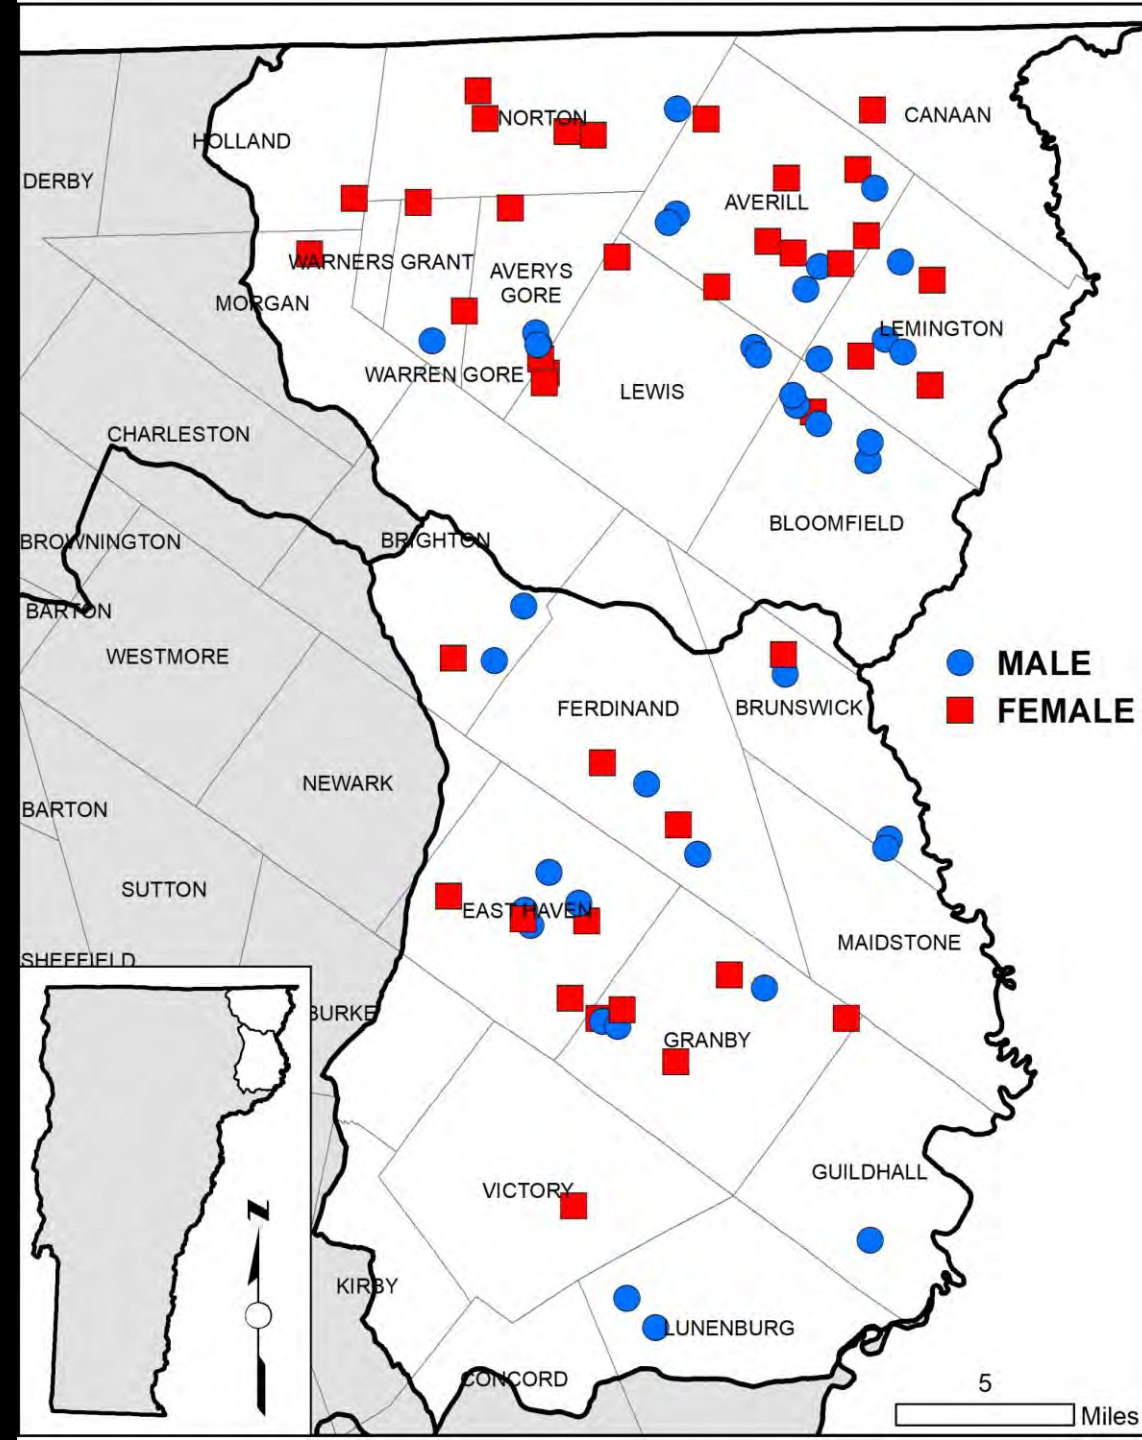 CANAAN
NORTON
HOLLAND
DERBY
AVERILL
WARNERS GRANT
AVERYS
GORE
MORGAN
LEMINGTON
WARREN GORE
LEWIS
CHARLESTON
BLOOMFIELD
BRIGHTON
BROWNINGTON
BARTON
WESTMORE
MALE
FERDINAND
BRUNSWICK
FEMALE
NEWARK
BARTON
SUTTON
EAST HAVEN
MAIDSTONE
SHEFFIELD
BURKE
GRANBY
GUILDHALL
VICTORY
N
KIRBY
LUNENBURG
CONCORD
5
Miles